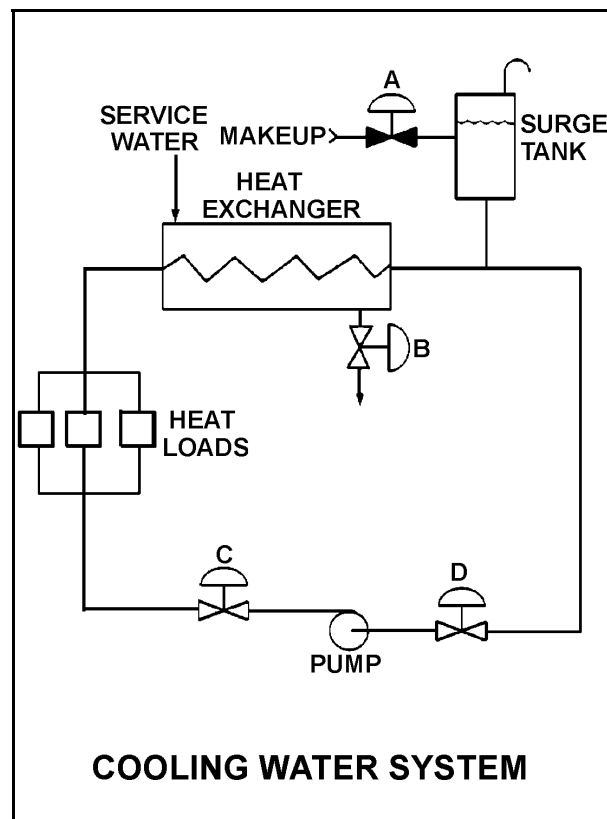 A
SERVICE
WATER
MAKEUP
SURGE
TANK
HEAT
EXCHANGER
B
HEAT
LOADS
C
D
PUMP
COOLING WATER SYSTEM